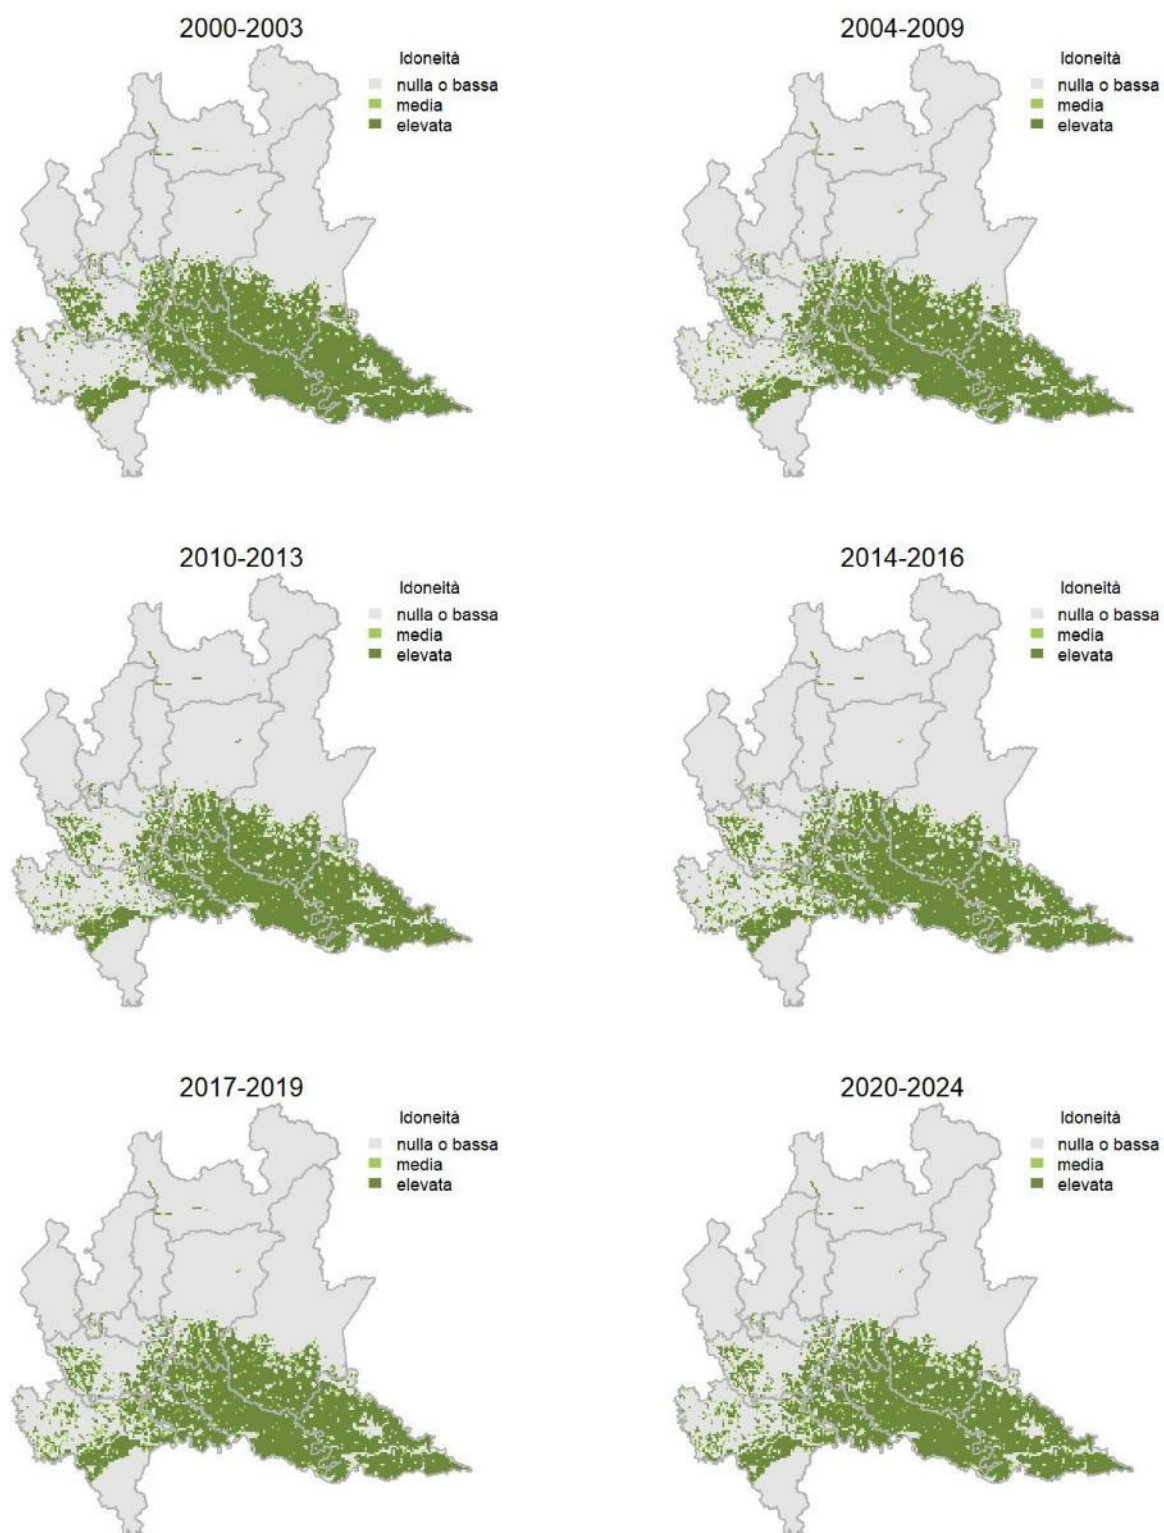 2000-2003
Idoneità
nulla o bassa
media
elevata
2004-2009
Idoneità
nulla o bassa
media
elevata
2010-2013
Idoneità
nulla o bassa
media
elevata
2014-2016
Idoneità
nulla o bassa
media
elevata
2017-2019
Idoneità
nulla o bassa
media
elevata
2020-2024
Idoneità
nulla o bassa
media
elevata